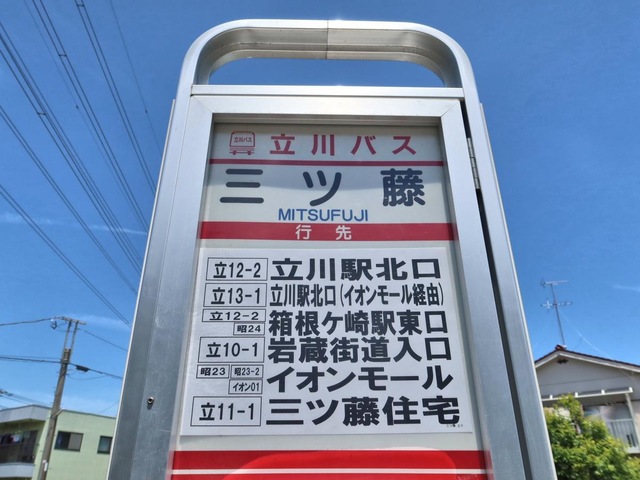 立川バス 立川バス
三ツ藤
MITSUFUJI
行先
立12-2 立川駅北口
立13-1 立川駅北口(イオンモール経由)
立12-2 昭24 箱根ケ崎駅東口
立10-1 岩蔵街道入口
昭23 昭23-2 イオン01 イオンモール
立11-1 三ツ藤住宅